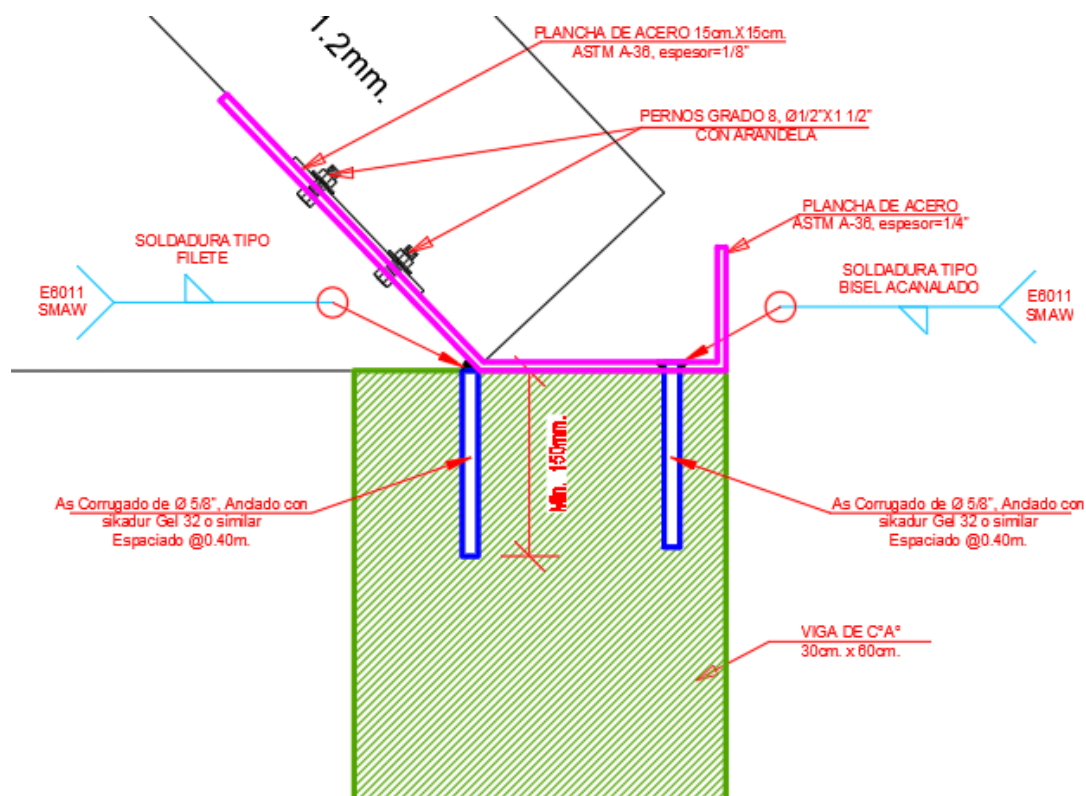 1.2mm.
PLANCHA DE ACERO 15cm.X15cm.
ASTM A-36, espesor=1/8"
PERNOS GRADO 8, Ø1/2"X1 1/2"
CON ARANDELA
PLANCHA DE ACERO
ASTM A-36, espesor=1/4"
SOLDADURA TIPO
FILETE
E6011
SMAW
SOLDADURA TIPO
BISEL ACANALADO
E6011
SMAW
Min. 150mm.
As Corrugado de Ø 5/8", Anclado con
sikadur Gel 32 o similar
Espaciado @0.40m.
As Corrugado de Ø 5/8", Anclado con
sikadur Gel 32 o similar
Espaciado @0.40m.
VIGA DE CºAº
30cm. x 60cm.